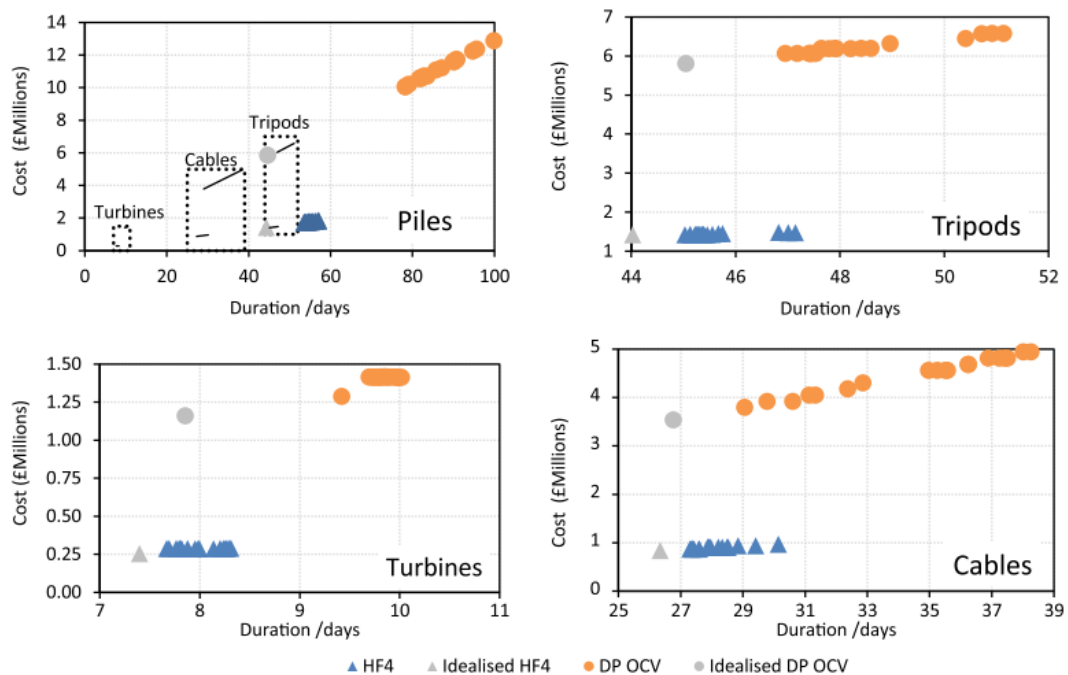 14
12
10
8
6
4
2
0
Cost (£Millions)
Tripods
Cables
Turbines
Piles
0 20 40 60 80 100
Duration /days
7
6
5
4
3
2
1
Cost (£Millions)
Tripods
44 46 48 50 52
Duration /days
1.50
1.25
1.00
0.75
0.50
0.25
0.00
Cost (£Millions)
Turbines
7 8 9 10 11
Duration /days
5
4
3
2
1
0
Cost (£Millions)
Cables
25 27 29 31 33 35 37 39
Duration /days
HF4 Idealised HF4 DP OCV Idealised DP OCV